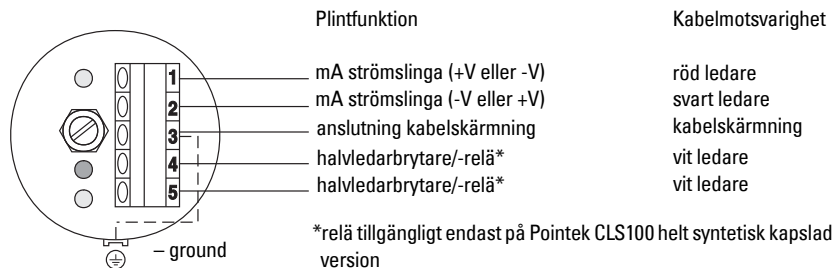 Plintfunktion Kabelmotsvarighet
1 mA strömslinga (+V eller -V) röd ledare
2 mA strömslinga (-V eller +V) svart ledare
3 anslutning kabelskärmning kabelskärmning
4 halvledarbrytare/-relä* vit ledare
5 halvledarbrytare/-relä* vit ledare
*relä tillgängligt endast på Pointek CLS100 helt syntetisk kapslad
– ground
version